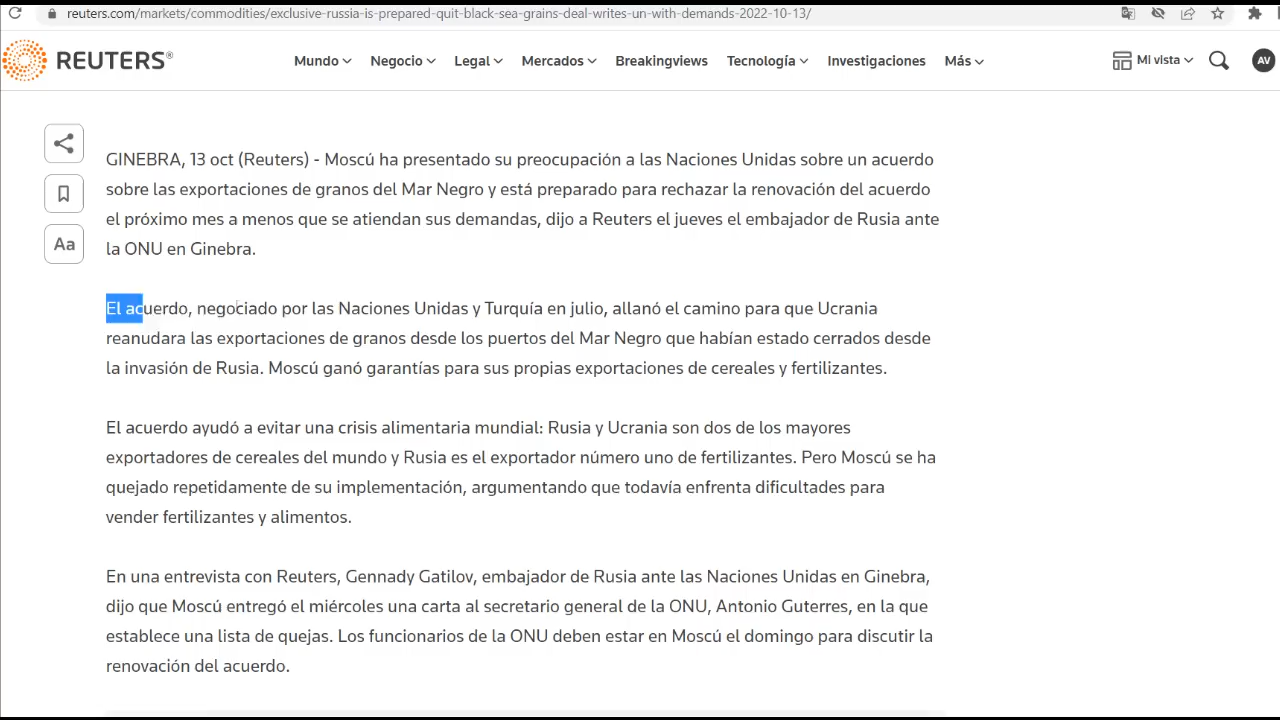 reuters.com/markets/commodities/exclusive-russia-is-prepared-quit-black-sea-grains-deal-writes-un-with-demands-2022-10-13/
REUTERS®
Mundo Negocio Legal Mercados Breakingviews Tecnología Investigaciones Más Mi vista AV
GINEBRA, 13 oct (Reuters) - Moscú ha presentado su preocupación a las Naciones Unidas sobre un acuerdo
sobre las exportaciones de granos del Mar Negro y está preparado para rechazar la renovación del acuerdo
el próximo mes a menos que se atiendan sus demandas, dijo a Reuters el jueves el embajador de Rusia ante
la ONU en Ginebra.
Aa
El acuerdo, negociado por las Naciones Unidas y Turquía en julio, allanó el camino para que Ucrania
reanudara las exportaciones de granos desde los puertos del Mar Negro que habían estado cerrados desde
la invasión de Rusia. Moscú ganó garantías para sus propias exportaciones de cereales y fertilizantes.
El acuerdo ayudó a evitar una crisis alimentaria mundial: Rusia y Ucrania son dos de los mayores
exportadores de cereales del mundo y Rusia es el exportador número uno de fertilizantes. Pero Moscú se ha
quejado repetidamente de su implementación, argumentando que todavía enfrenta dificultades para
vender fertilizantes y alimentos.
En una entrevista con Reuters, Gennady Gatilov, embajador de Rusia ante las Naciones Unidas en Ginebra,
dijo que Moscú entregó el miércoles una carta al secretario general de la ONU, Antonio Guterres, en la que
establece una lista de quejas. Los funcionarios de la ONU deben estar en Moscú el domingo para discutir la
renovación del acuerdo.